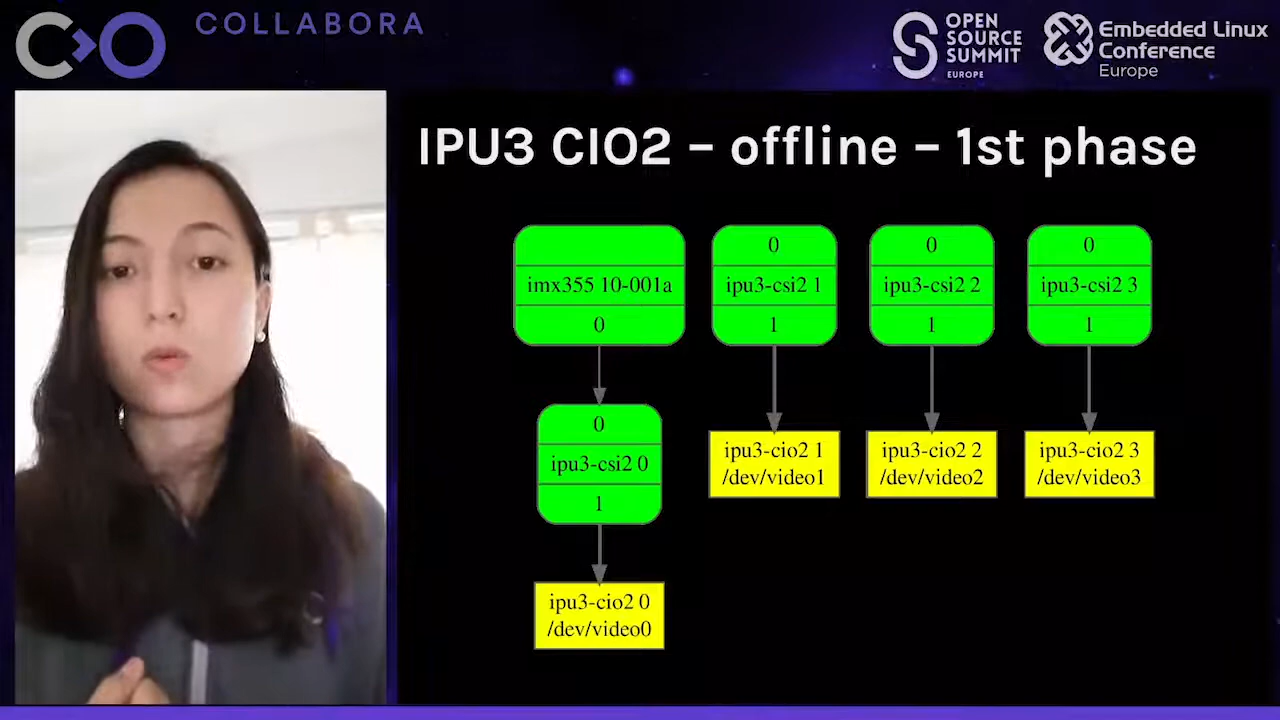 COLLABORA
OPEN
SOURCE
SUMMIT
EUROPE
Embedded Linux
Conference
Europe
IPU3 CIO2 – offline – 1st phase
imx355 10-001a
0
0
ipu3-csi2 1
1
0
ipu3-csi2 2
1
0
ipu3-csi2 3
1
0
ipu3-csi2 0
1
ipu3-cio2 1
/dev/video1
ipu3-cio2 2
/dev/video2
ipu3-cio2 3
/dev/video3
ipu3-cio2 0
/dev/video0